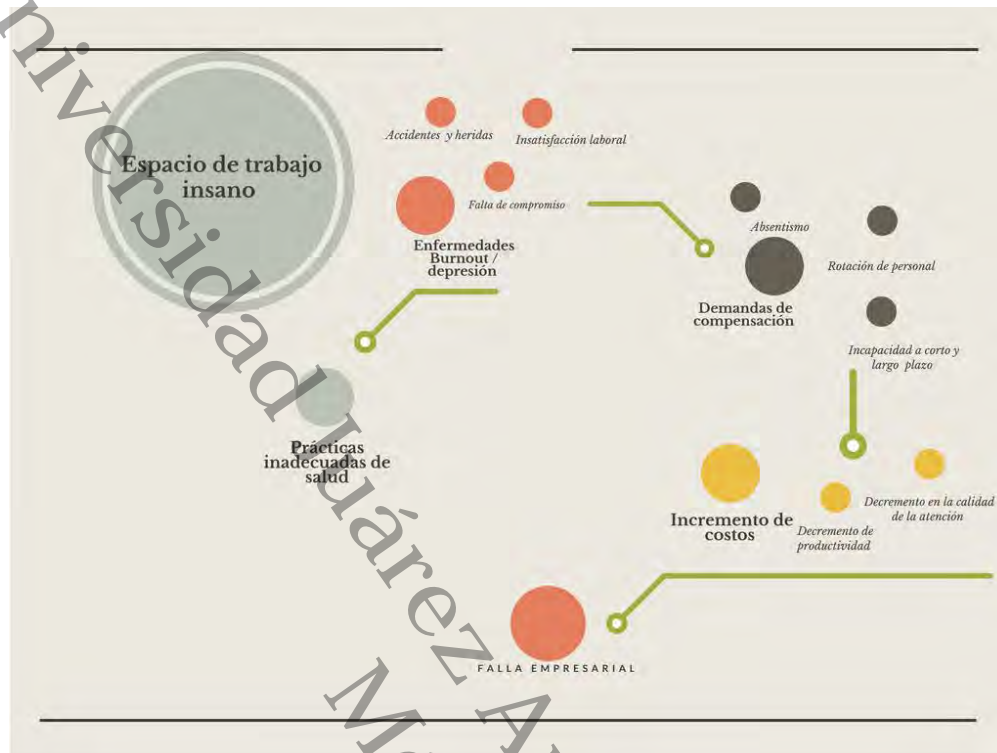 Espacio de trabajo
insano
Accidentes y heridas
Insatisfacción laboral
Falta de compromiso
Enfermedades
Burnout /
depresión
Prácticas
inadecuadas de
salud
Absentismo
Rotación de personal
Demandas de
compensación
Incapacidad a corto y
largo plazo
Incremento de
costos
Decremento de
productividad
Decremento en la calidad
de la atención
FALLA EMPRESARIAL
niversidad Juárez A